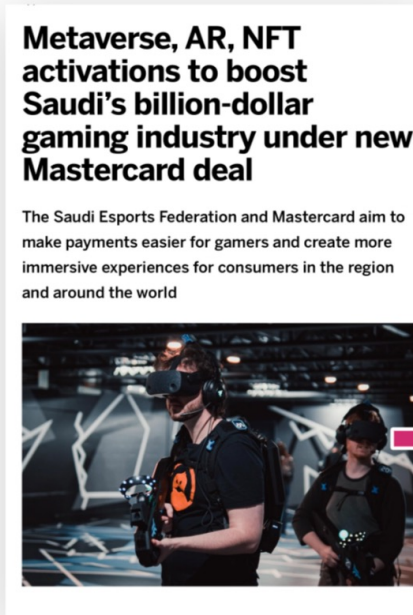 Metaverse, AR, NFT
activations to boost
Saudi's billion-dollar
gaming industry under new
Mastercard deal
The Saudi Esports Federation and Mastercard aim to
make payments easier for gamers and create more
immersive experiences for consumers in the region
and around the world